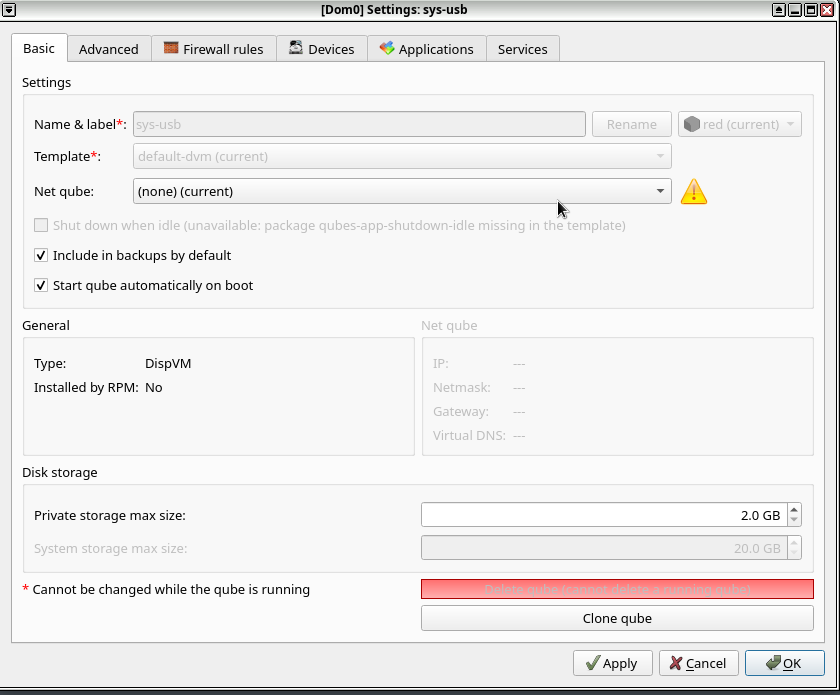 [Dom0] Settings: sys-usb
Basic Advanced Firewall rules Devices Applications Services
Settings
Name & label*: sys-usb Rename red (current)
Template*: default-dvm (current)
Net qube: (none) (current)
Shut down when idle (unavailable: package qubes-app-shutdown-idle missing in the template)
Include in backups by default
Start qube automatically on boot
General Net qube
Type: DispVM IP: ---
Installed by RPM: No Netmask: ---
Gateway: ---
Virtual DNS: ---
Disk storage
Private storage max size: 2.0 GB
System storage max size: 20.0 GB
* Cannot be changed while the qube is running Delete qube (cannot delete a running qube)
Clone qube
Apply Cancel OK